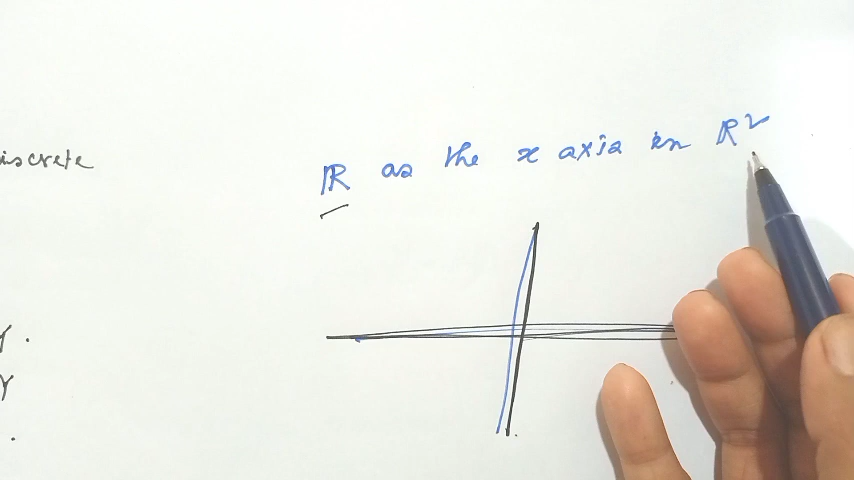 ℝ as the x axis in ℝ²
iscrete
Y.
Y
.